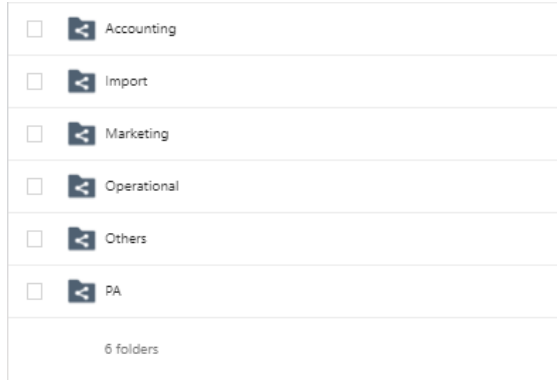 Accounting
Import
Marketing
Operational
Others
PA
6 folders